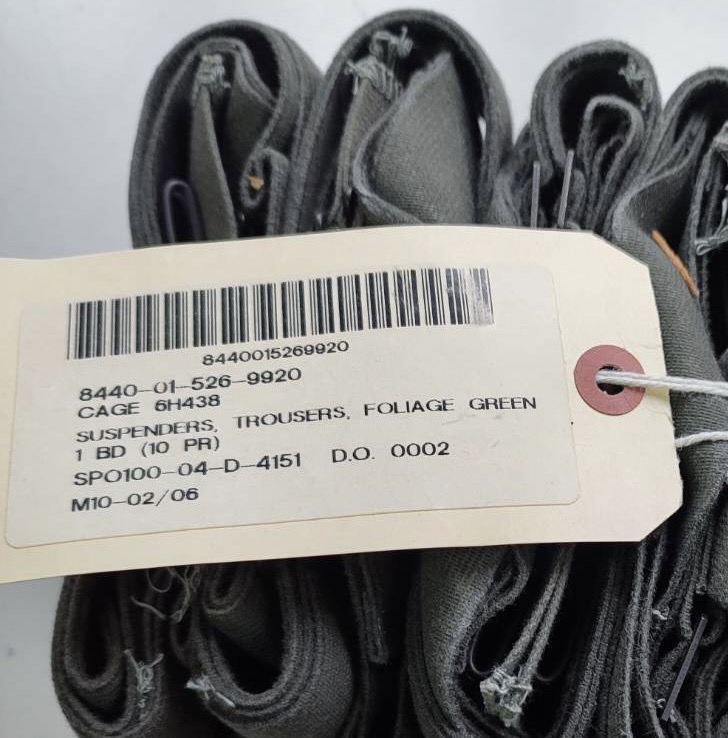 8440015269920
8440-01-526-9920
CAGE 6H438
SUSPENDERS, TROUSERS, FOLIAGE GREEN
1 BD (10 PR)
SPO100-04-D-4151 D.O. 0002
M10-02/06